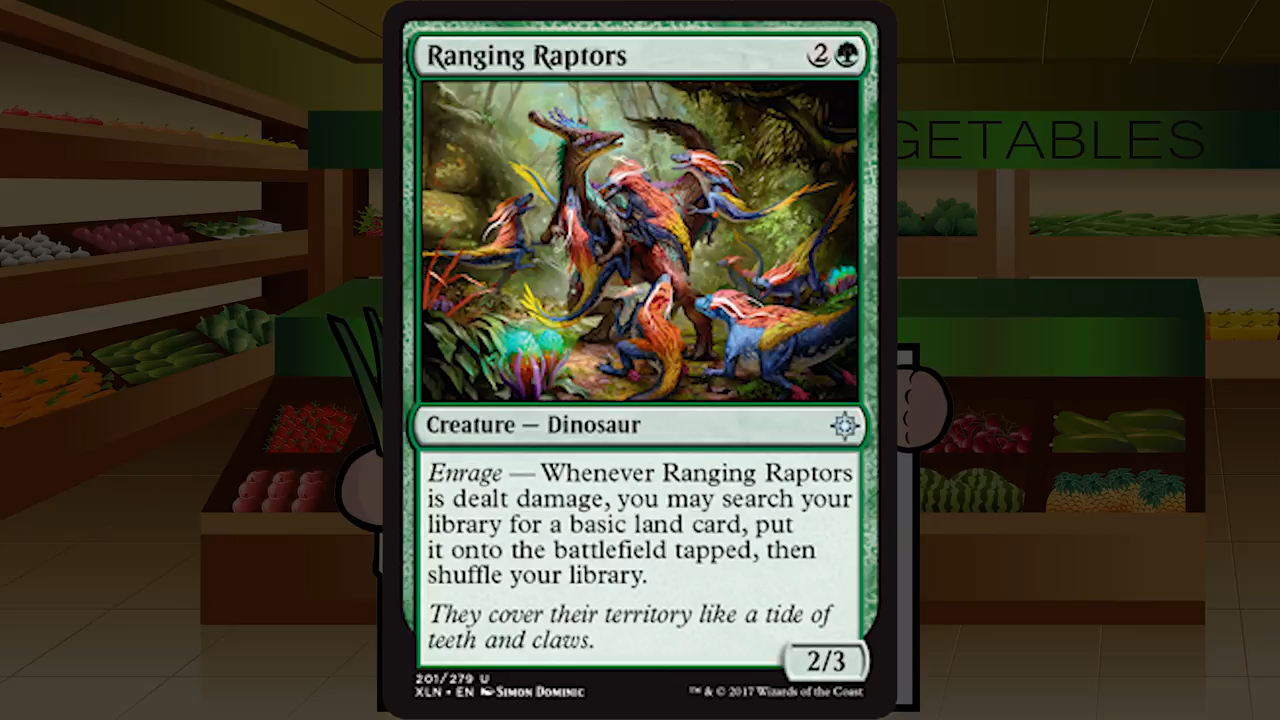 Ranging Raptors 2
GETABLES
Creature — Dinosaur
Enrage — Whenever Ranging Raptors
is dealt damage, you may search your
library for a basic land card, put
it onto the battlefield tapped, then
shuffle your library.
They cover their territory like a tide of
teeth and claws.
2/3
201/279 U
XLN • EN Simon Dominic
™ & © 2017 Wizards of the Coast